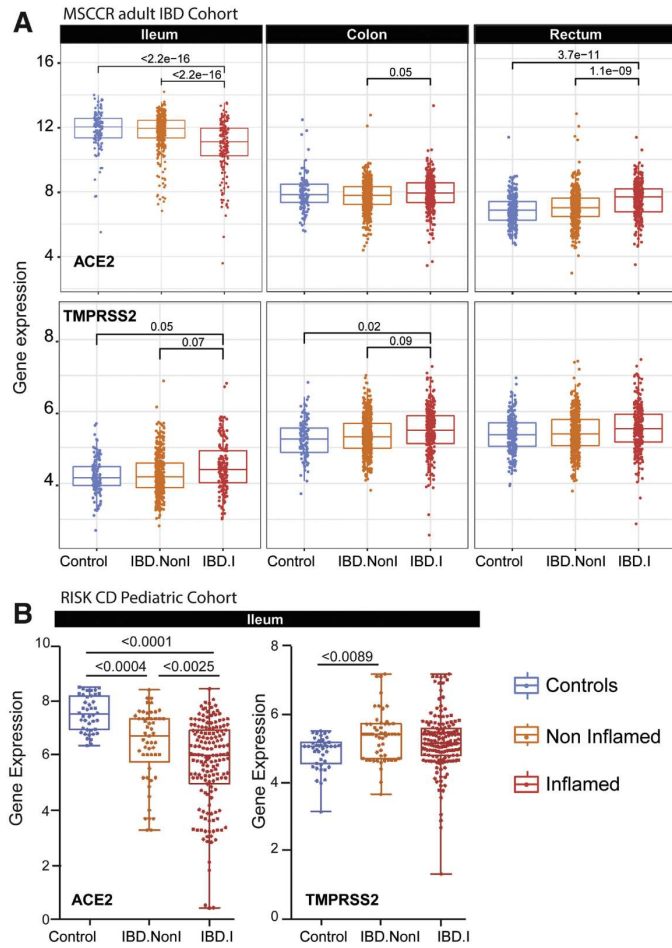 A
MSCCR adult IBD Cohort
Ileum
Colon
Rectum
<2.2e−16
<2.2e−16
0.05
3.7e−11
1.1e−09
16
12
8
4
ACE2
Gene expression
TMPRSS2
0.05
0.07
0.02
0.09
8
6
4
Control IBD.NonI IBD.I
Control IBD.NonI IBD.I
Control IBD.NonI IBD.I
B
RISK CD Pediatric Cohort
Ileum
<0.0001
<0.0004 <0.0025
10
8
6
4
2
0
Gene Expression
ACE2
Control IBD.NonI IBD.I
<0.0089
8
6
4
2
0
Gene Expression
TMPRSS2
Control IBD.NonI IBD.I
Controls
Non Inflamed
Inflamed